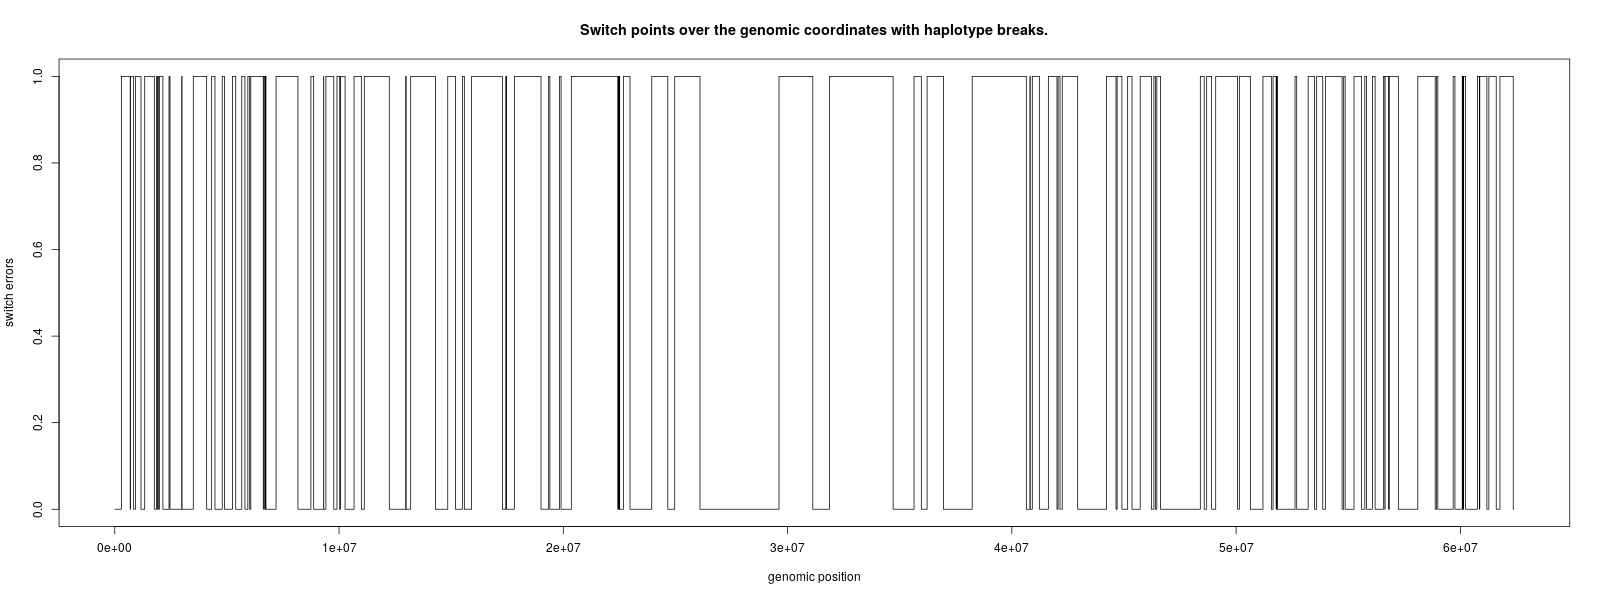 Switch points over the genomic coordinates with haplotype breaks.
switch errors
1.0
0.8
0.6
0.4
0.2
0.0
0e+00 1e+07 2e+07 3e+07 4e+07 5e+07 6e+07
genomic position